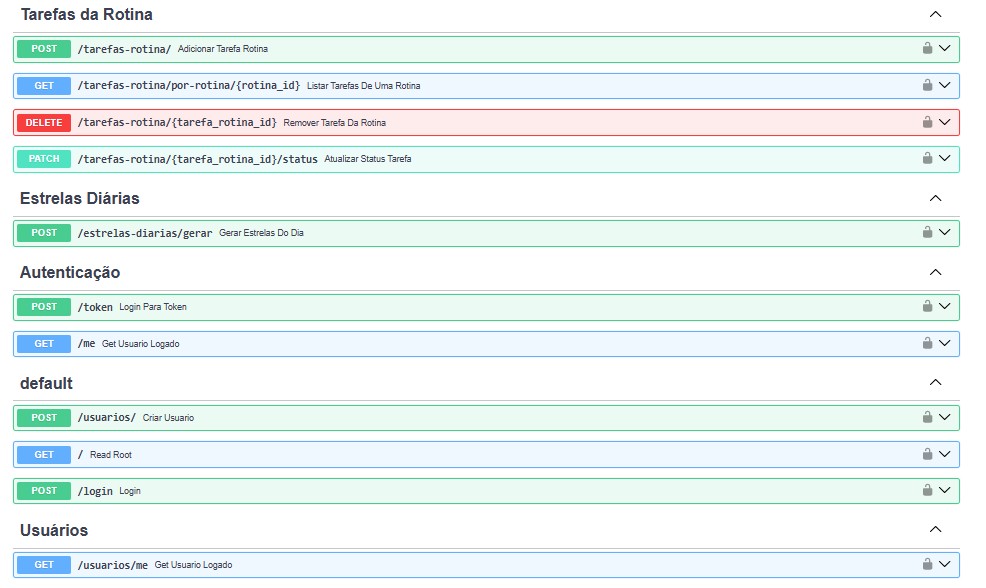 Tarefas da Rotina
POST /tarefas-rotina/ Adicionar Tarefa Rotina
GET /tarefas-rotina/por-rotina/{rotina_id} Listar Tarefas De Uma Rotina
DELETE /tarefas-rotina/{tarefa_rotina_id} Remover Tarefa Da Rotina
PATCH /tarefas-rotina/{tarefa_rotina_id}/status Atualizar Status Tarefa
Estrelas Diárias
POST /estrelas-diarias/gerar Gerar Estrelas Do Dia
Autenticação
POST /token Login Para Token
GET /me Get Usuario Logado
default
POST /usuarios/ Criar Usuario
GET / Read Root
POST /login Login
Usuários
GET /usuarios/me Get Usuario Logado